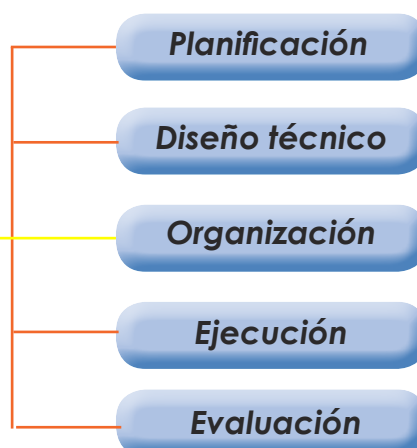 Planificación
Diseño técnico
Organización
Ejecución
Evaluación